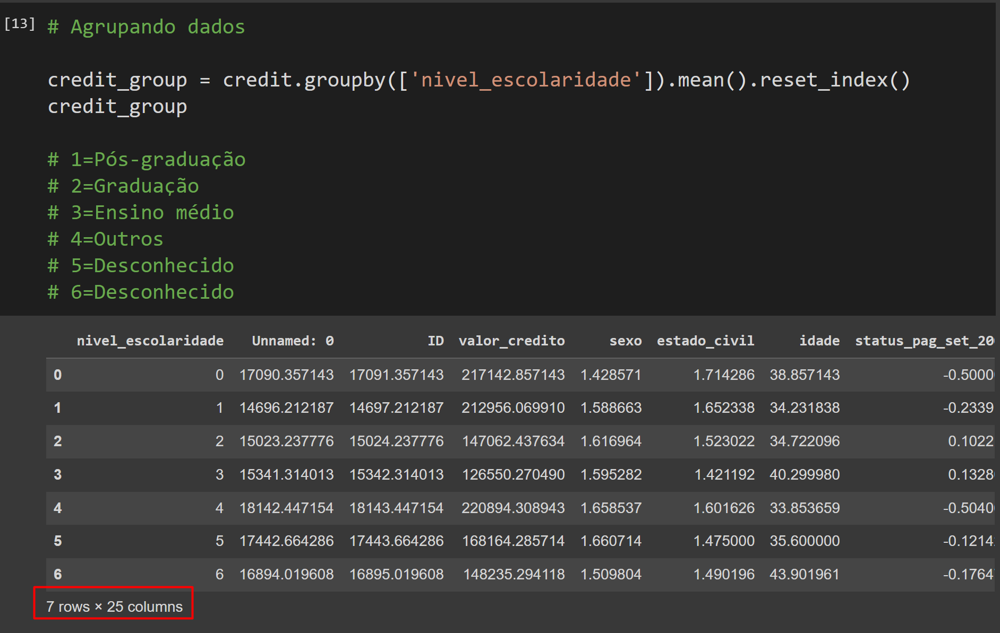 [13] # Agrupando dados
credit_group = credit.groupby(['nivel_escolaridade']).mean().reset_index()
credit_group
# 1=Pós-graduação
# 2=Graduação
# 3=Ensino médio
# 4=Outros
# 5=Desconhecido
# 6=Desconhecido
nivel_escolaridade Unnamed: 0 ID valor_credito sexo estado_civil idade status_pag_set_20
0 0 17090.357143 17091.357143 217142.857143 1.428571 1.714286 38.857143 -0.5000
1 1 14696.212187 14697.212187 212956.069910 1.588663 1.652338 34.231838 -0.2339
2 2 15023.237776 15024.237776 147062.437634 1.616964 1.523022 34.722096 0.1022
3 3 15341.314013 15342.314013 126550.270490 1.595282 1.421192 40.299980 0.1328
4 4 18142.447154 18143.447154 220894.308943 1.658537 1.601626 33.853659 -0.5040
5 5 17442.664286 17443.664286 168164.285714 1.660714 1.475000 35.600000 -0.1214
6 6 16894.019608 16895.019608 148235.294118 1.509804 1.490196 43.901961 -0.1764
7 rows × 25 columns